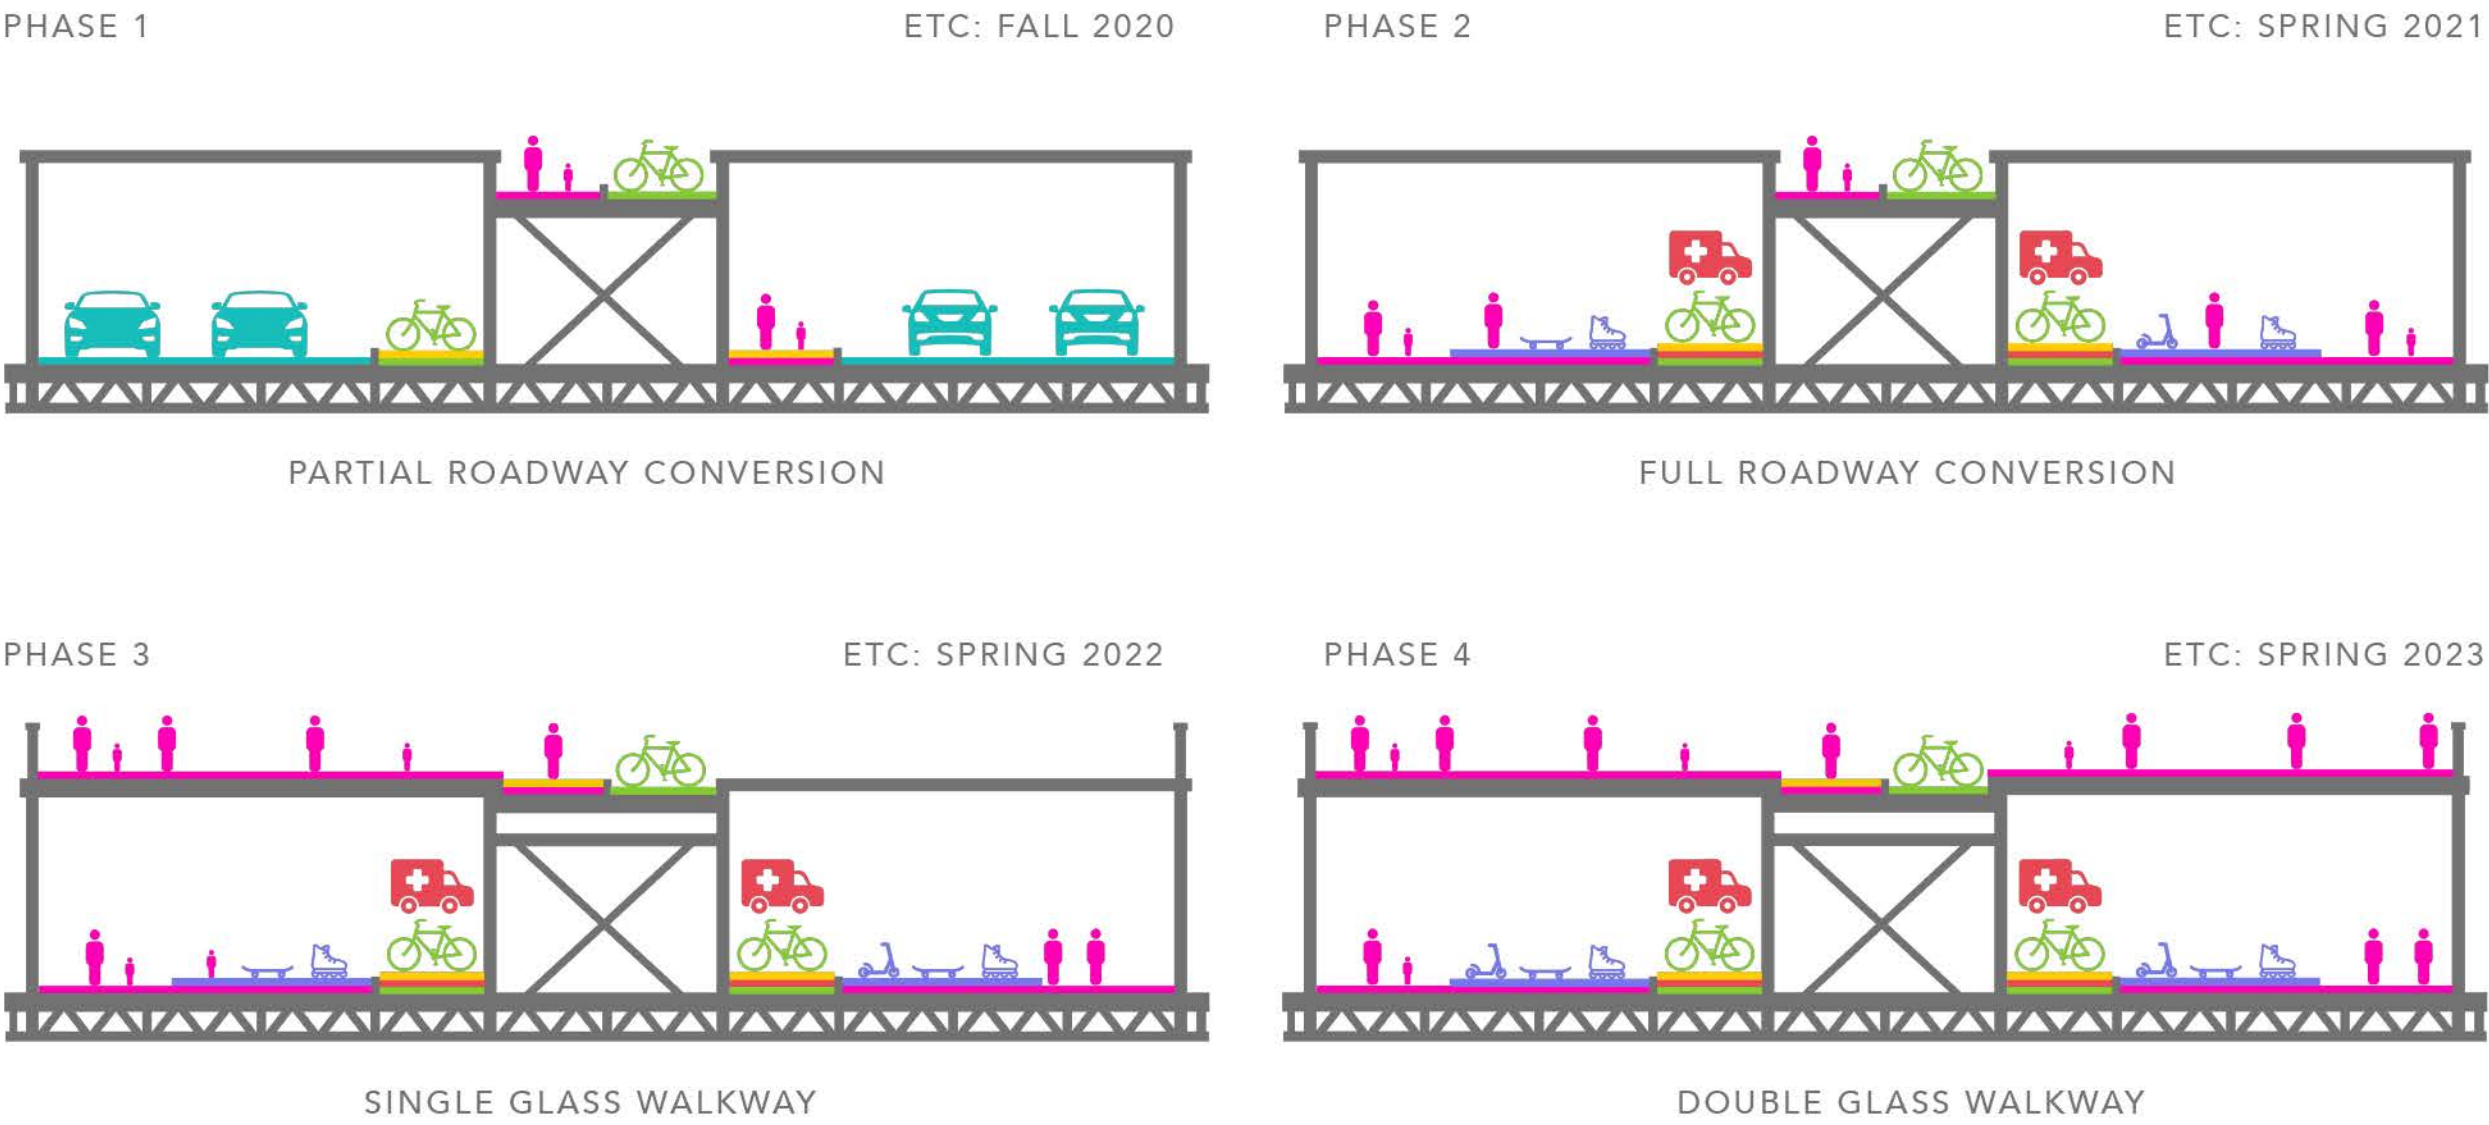 PHASE 1
ETC: FALL 2020
PHASE 2
ETC: SPRING 2021
PARTIAL ROADWAY CONVERSION
FULL ROADWAY CONVERSION
PHASE 3
ETC: SPRING 2022
PHASE 4
ETC: SPRING 2023
SINGLE GLASS WALKWAY
DOUBLE GLASS WALKWAY